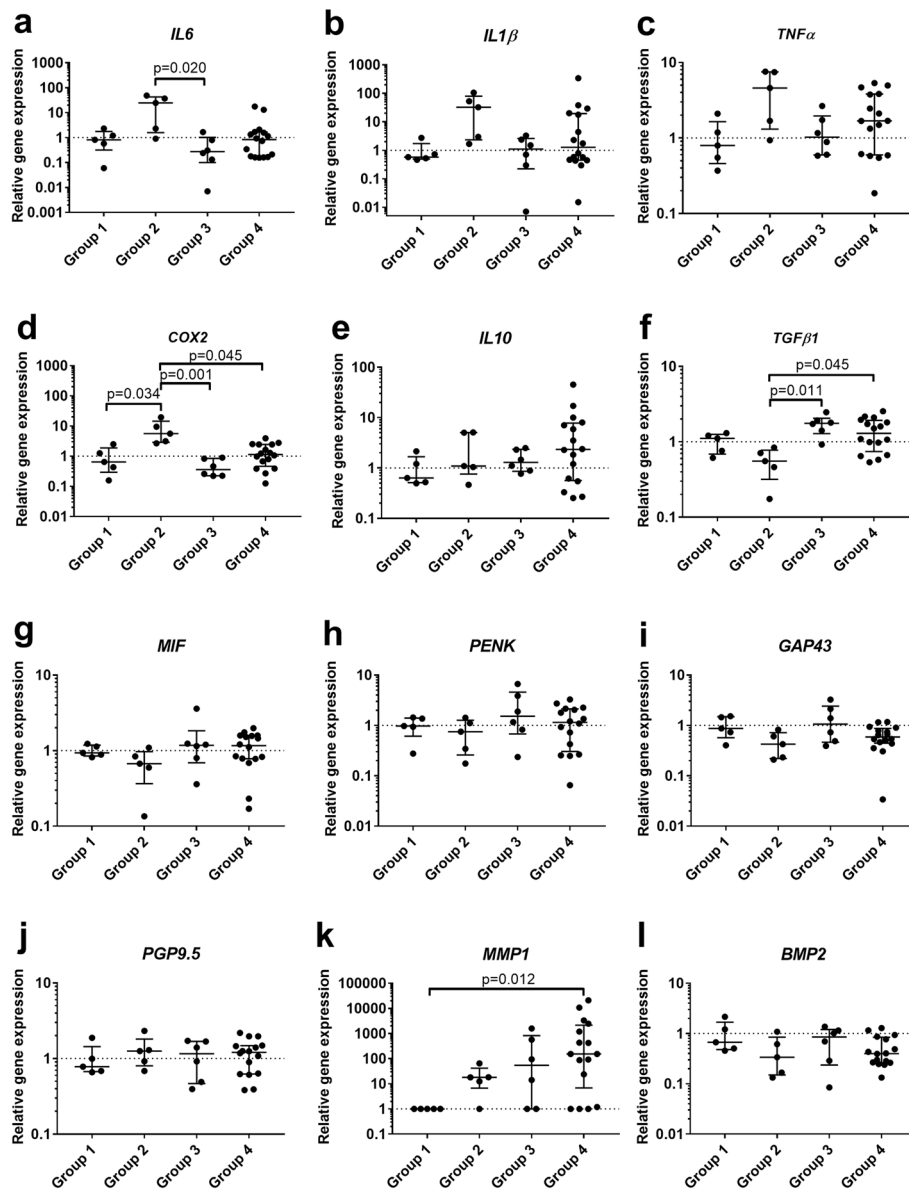 a
IL6
Relative gene expression
1000
100
10
1
0.1
0.01
0.001
p=0.020
Group 1
Group 2
Group 3
Group 4
b
IL1β
Relative gene expression
1000
100
10
1
0.1
0.01
Group 1
Group 2
Group 3
Group 4
c
TNFα
Relative gene expression
10
1
0.1
Group 1
Group 2
Group 3
Group 4
d
COX2
Relative gene expression
1000
100
10
1
0.1
0.01
p=0.045
p=0.001
p=0.034
Group 1
Group 2
Group 3
Group 4
e
IL10
Relative gene expression
100
10
1
0.1
Group 1
Group 2
Group 3
Group 4
f
TGFβ1
Relative gene expression
10
1
0.1
p=0.045
p=0.011
Group 1
Group 2
Group 3
Group 4
g
MIF
Relative gene expression
10
1
0.1
Group 1
Group 2
Group 3
Group 4
h
PENK
Relative gene expression
10
1
0.1
0.01
Group 1
Group 2
Group 3
Group 4
i
GAP43
Relative gene expression
10
1
0.1
0.01
Group 1
Group 2
Group 3
Group 4
j
PGP9.5
Relative gene expression
10
1
0.1
Group 1
Group 2
Group 3
Group 4
k
MMP1
Relative gene expression
100000
10000
1000
100
10
1
0.1
p=0.012
Group 1
Group 2
Group 3
Group 4
l
BMP2
Relative gene expression
10
1
0.1
0.01
Group 1
Group 2
Group 3
Group 4